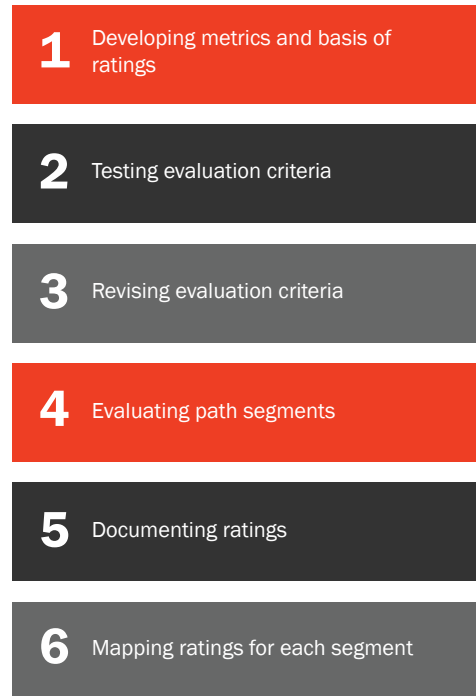 1
Developing metrics and basis of
ratings
2
Testing evaluation criteria
3
Revising evaluation criteria
4
Evaluating path segments
5
Documenting ratings
6
Mapping ratings for each segment